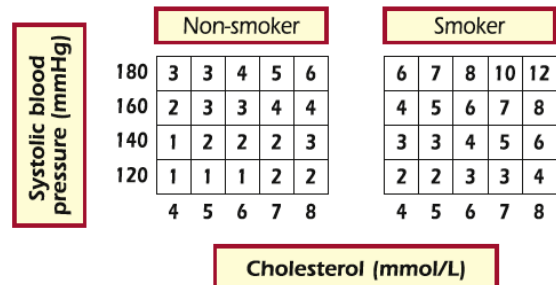 Non-smoker Smoker
Systolic blood
pressure (mmHg)
180 3 3 4 5 6 6 7 8 10 12
160 2 3 3 4 4 4 5 6 7 8
140 1 2 2 2 3 3 3 4 5 6
120 1 1 1 2 2 2 2 3 3 4
4 5 6 7 8 4 5 6 7 8
Cholesterol (mmol/L)